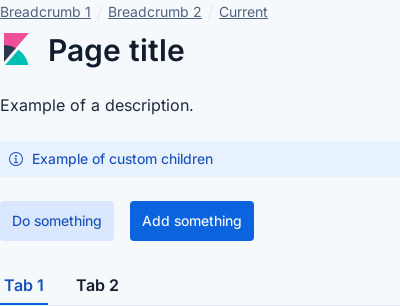 Breadcrumb 1 / Breadcrumb 2 / Current
Page title
Example of a description.
Example of custom children
Do something Add something
Tab 1 Tab 2